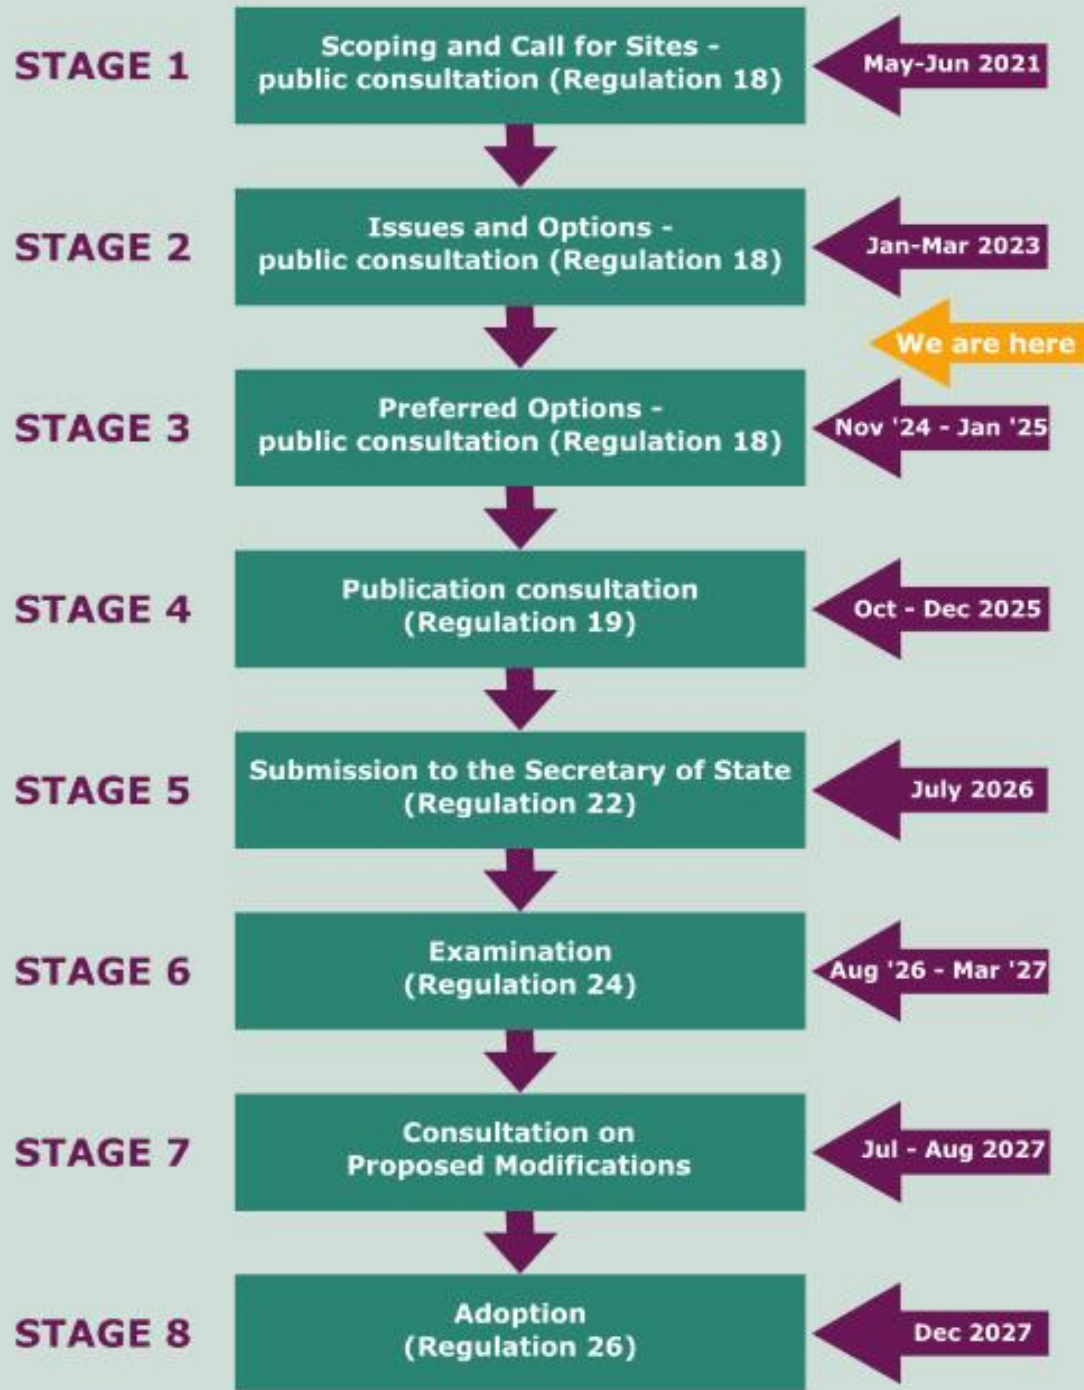 STAGE 1
Scoping and Call for Sites -
public consultation (Regulation 18)
May-Jun 2021
STAGE 2
Issues and Options -
public consultation (Regulation 18)
Jan-Mar 2023
We are here
STAGE 3
Preferred Options -
public consultation (Regulation 18)
Nov '24 - Jan '25
STAGE 4
Publication consultation
(Regulation 19)
Oct - Dec 2025
STAGE 5
Submission to the Secretary of State
(Regulation 22)
July 2026
STAGE 6
Examination
(Regulation 24)
Aug '26 - Mar '27
STAGE 7
Consultation on
Proposed Modifications
Jul - Aug 2027
STAGE 8
Adoption
(Regulation 26)
Dec 2027